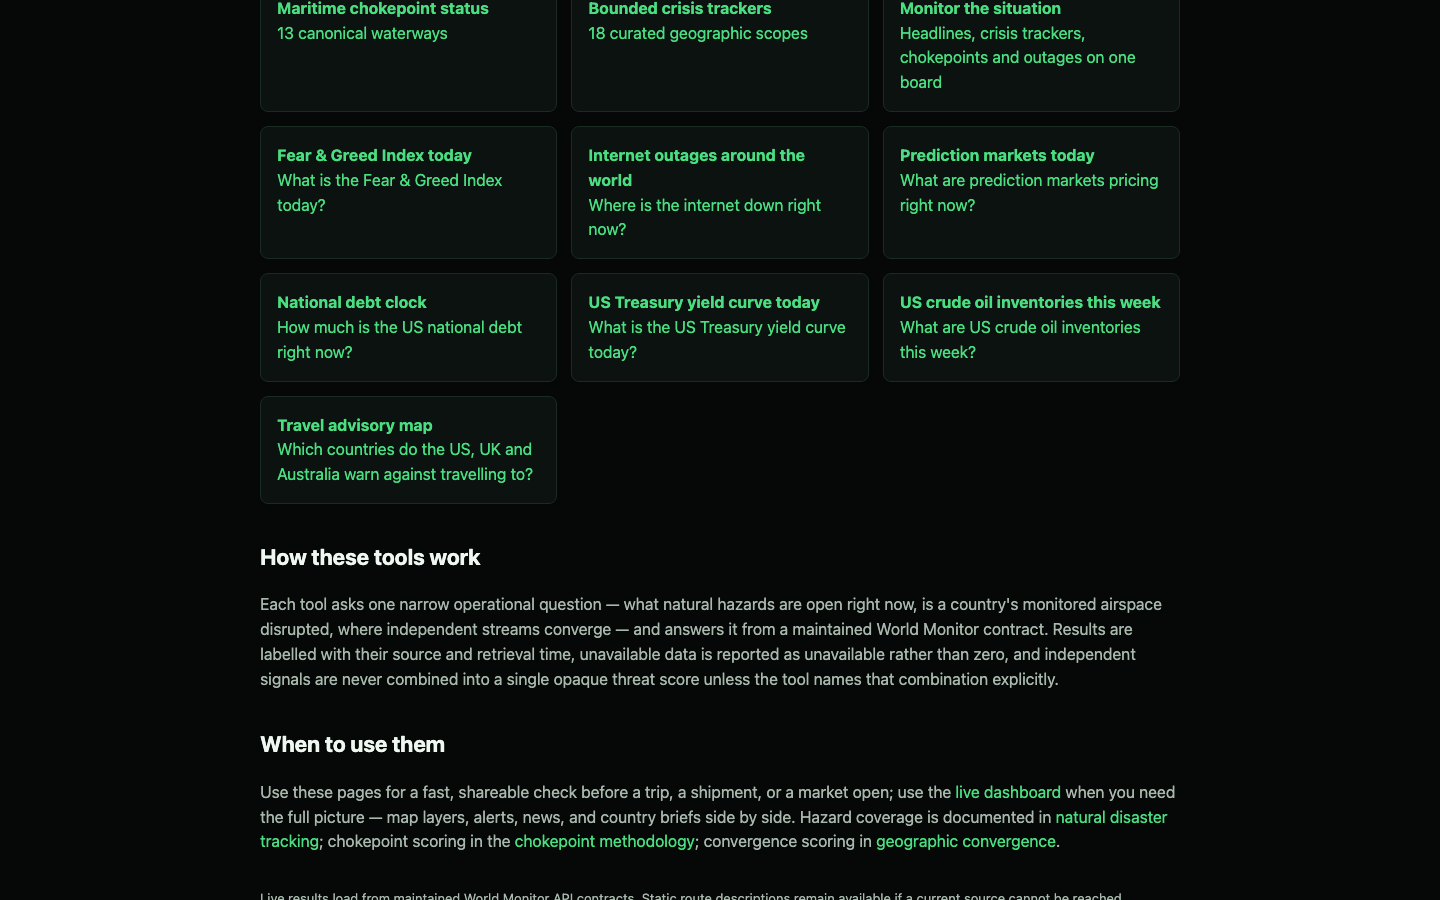 Maritime chokepoint status
13 canonical waterways
Bounded crisis trackers
18 curated geographic scopes
Monitor the situation
Headlines, crisis trackers,
chokepoints and outages on one
board
Fear & Greed Index today
What is the Fear & Greed Index
today?
Internet outages around the
world
Where is the internet down right
now?
Prediction markets today
What are prediction markets pricing
right now?
National debt clock
How much is the US national debt
right now?
US Treasury yield curve today
What is the US Treasury yield curve
today?
US crude oil inventories this week
What are US crude oil inventories
this week?
Travel advisory map
Which countries do the US, UK and
Australia warn against travelling to?
How these tools work
Each tool asks one narrow operational question — what natural hazards are open right now, is a country's monitored airspace
disrupted, where independent streams converge — and answers it from a maintained World Monitor contract. Results are
labelled with their source and retrieval time, unavailable data is reported as unavailable rather than zero, and independent
signals are never combined into a single opaque threat score unless the tool names that combination explicitly.
When to use them
Use these pages for a fast, shareable check before a trip, a shipment, or a market open; use the live dashboard when you need
the full picture — map layers, alerts, news, and country briefs side by side. Hazard coverage is documented in natural disaster
tracking; chokepoint scoring in the chokepoint methodology; convergence scoring in geographic convergence.
Live results load from maintained World Monitor API contracts. Static route descriptions remain available if a current source cannot be reached.